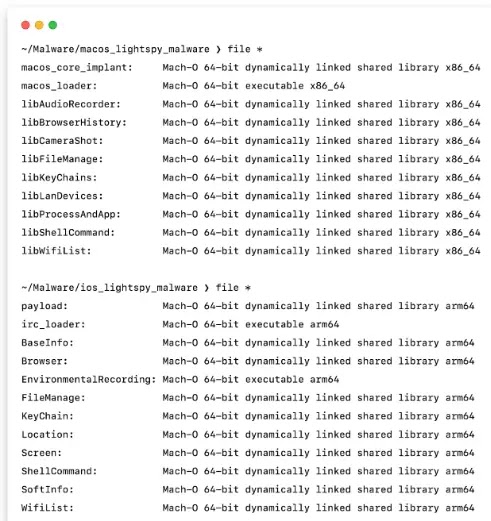 ~/Malware/macos_lightspy_malware ❯ file *
macos_core_implant: Mach-O 64-bit dynamically linked shared library x86_64
macos_loader: Mach-O 64-bit executable x86_64
libAudioRecorder: Mach-O 64-bit dynamically linked shared library x86_64
libBrowserHistory: Mach-O 64-bit dynamically linked shared library x86_64
libCameraShot: Mach-O 64-bit dynamically linked shared library x86_64
libFileManage: Mach-O 64-bit dynamically linked shared library x86_64
libKeyChains: Mach-O 64-bit dynamically linked shared library x86_64
libLanDevices: Mach-O 64-bit dynamically linked shared library x86_64
libProcessAndApp: Mach-O 64-bit dynamically linked shared library x86_64
libShellCommand: Mach-O 64-bit dynamically linked shared library x86_64
libWifiList: Mach-O 64-bit dynamically linked shared library x86_64
~/Malware/ios_lightspy_malware ❯ file *
payload: Mach-O 64-bit dynamically linked shared library arm64
irc_loader: Mach-O 64-bit executable arm64
BaseInfo: Mach-O 64-bit dynamically linked shared library arm64
Browser: Mach-O 64-bit dynamically linked shared library arm64
EnvironmentalRecording: Mach-O 64-bit executable arm64
FileManage: Mach-O 64-bit dynamically linked shared library arm64
KeyChain: Mach-O 64-bit dynamically linked shared library arm64
Location: Mach-O 64-bit dynamically linked shared library arm64
Screen: Mach-O 64-bit dynamically linked shared library arm64
ShellCommand: Mach-O 64-bit dynamically linked shared library arm64
SoftInfo: Mach-O 64-bit dynamically linked shared library arm64
WifiList: Mach-O 64-bit dynamically linked shared library arm64